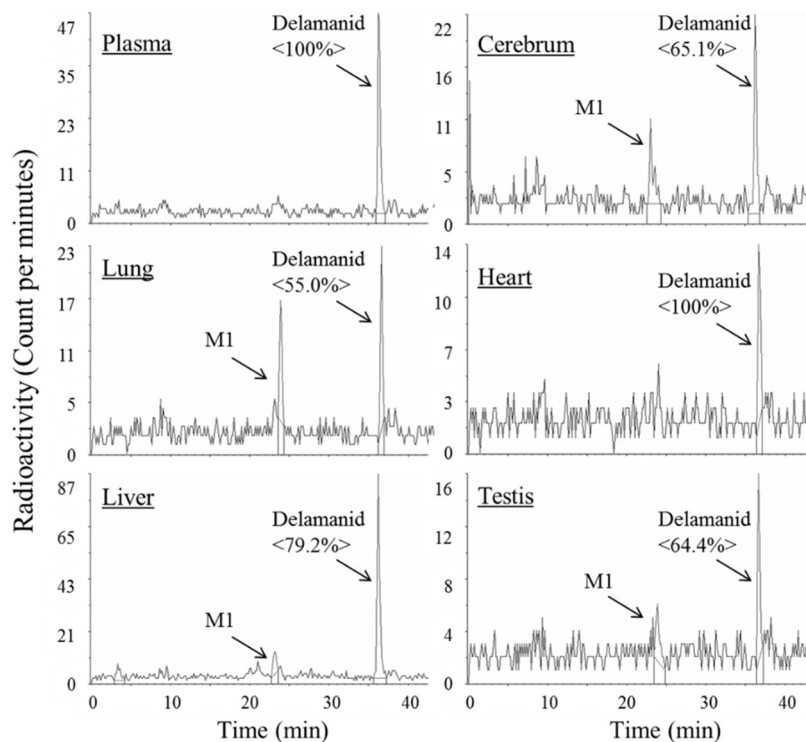 Radioactivity (Count per minutes)
Plasma
Delamanid
<100%>
47
35
23
11
0
Cerebrum
Delamanid
<65.1%>
M1
22
16
11
5
0
Lung
Delamanid
<55.0%>
M1
23
17
11
5
0
Heart
Delamanid
<100%>
14
10
7
3
0
Liver
Delamanid
<79.2%>
M1
87
65
43
21
0
0 10 20 30 40
Time (min)
Testis
Delamanid
<64.4%>
M1
16
12
8
4
0
0 10 20 30 40
Time (min)